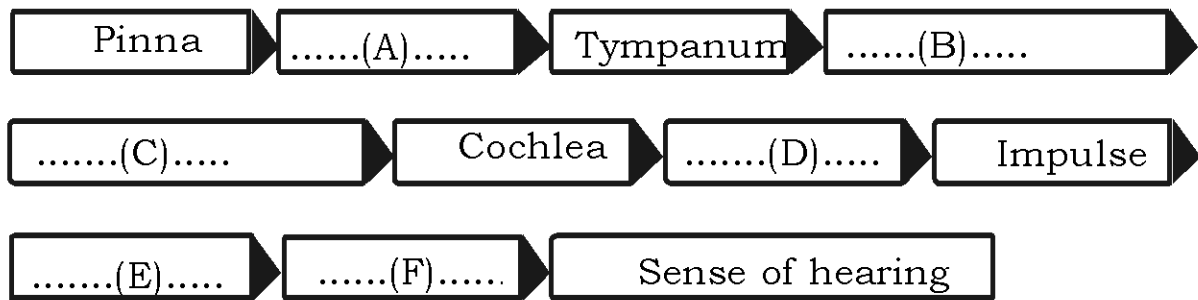 Pinna ......(A)..... Tympanum ......(B).....
.......(C)..... Cochlea .......(D)..... Impulse
.......(E)..... ......(F)...... Sense of hearing